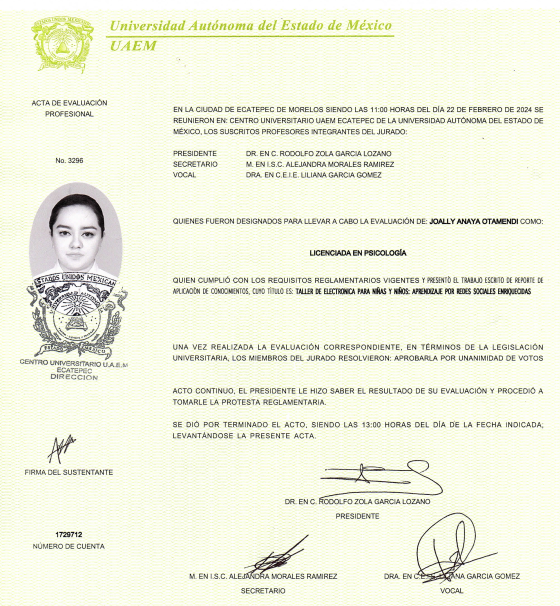 Universidad Autónoma del Estado de México
UAEM
ACTA DE EVALUACIÓN
PROFESIONAL
No. 3296
ESTADOS UNIDOS MEXICANOS
CENTRO UNIVERSITARIO U.A.E.M
ECATEPEC
DIRECCION
FIRMA DEL SUSTENTANTE
1729712
NÚMERO DE CUENTA
EN LA CIUDAD DE ECATEPEC DE MORELOS SIENDO LAS 11:00 HORAS DEL DÍA 22 DE FEBRERO DE 2024 SE
REUNIERON EN: CENTRO UNIVERSITARIO UAEM ECATEPEC DE LA UNIVERSIDAD AUTÓNOMA DEL ESTADO DE
MÉXICO, LOS SUSCRITOS PROFESORES INTEGRANTES DEL JURADO:
PRESIDENTE DR. EN C. RODOLFO ZOLA GARCIA LOZANO
SECRETARIO M. EN I.S.C. ALEJANDRA MORALES RAMIREZ
VOCAL DRA. EN C.E.I.E. LILIANA GARCIA GOMEZ
QUIENES FUERON DESIGNADOS PARA LLEVAR A CABO LA EVALUACIÓN DE: JOALLY ANAYA OTAMENDI COMO:
LICENCIADA EN PSICOLOGÍA
QUIEN CUMPLIÓ CON LOS REQUISITOS REGLAMENTARIOS VIGENTES Y PRESENTÓ EL TRABAJO ESCRITO DE REPORTE DE
APLICACIÓN DE CONOCIMIENTOS, CUYO TÍTULO ES: TALLER DE ELECTRONICA PARA NIÑAS Y NIÑOS: APRENDIZAJE POR REDES SOCIALES ENRIQUECIDAS
UNA VEZ REALIZADA LA EVALUACIÓN CORRESPONDIENTE, EN TÉRMINOS DE LA LEGISLACIÓN
UNIVERSITARIA, LOS MIEMBROS DEL JURADO RESOLVIERON: APROBARLA POR UNANIMIDAD DE VOTOS
ACTO CONTINUO, EL PRESIDENTE LE HIZO SABER EL RESULTADO DE SU EVALUACIÓN Y PROCEDIÓ A
TOMARLE LA PROTESTA REGLAMENTARIA.
SE DIÓ POR TERMINADO EL ACTO, SIENDO LAS 13:00 HORAS DEL DÍA DE LA FECHA INDICADA;
LEVANTÁNDOSE LA PRESENTE ACTA.
DR. EN C. RODOLFO ZOLA GARCIA LOZANO
PRESIDENTE
M. EN I.S.C. ALEJANDRA MORALES RAMIREZ
SECRETARIO
DRA. EN C.E.I.E. LILIANA GARCIA GOMEZ
VOCAL